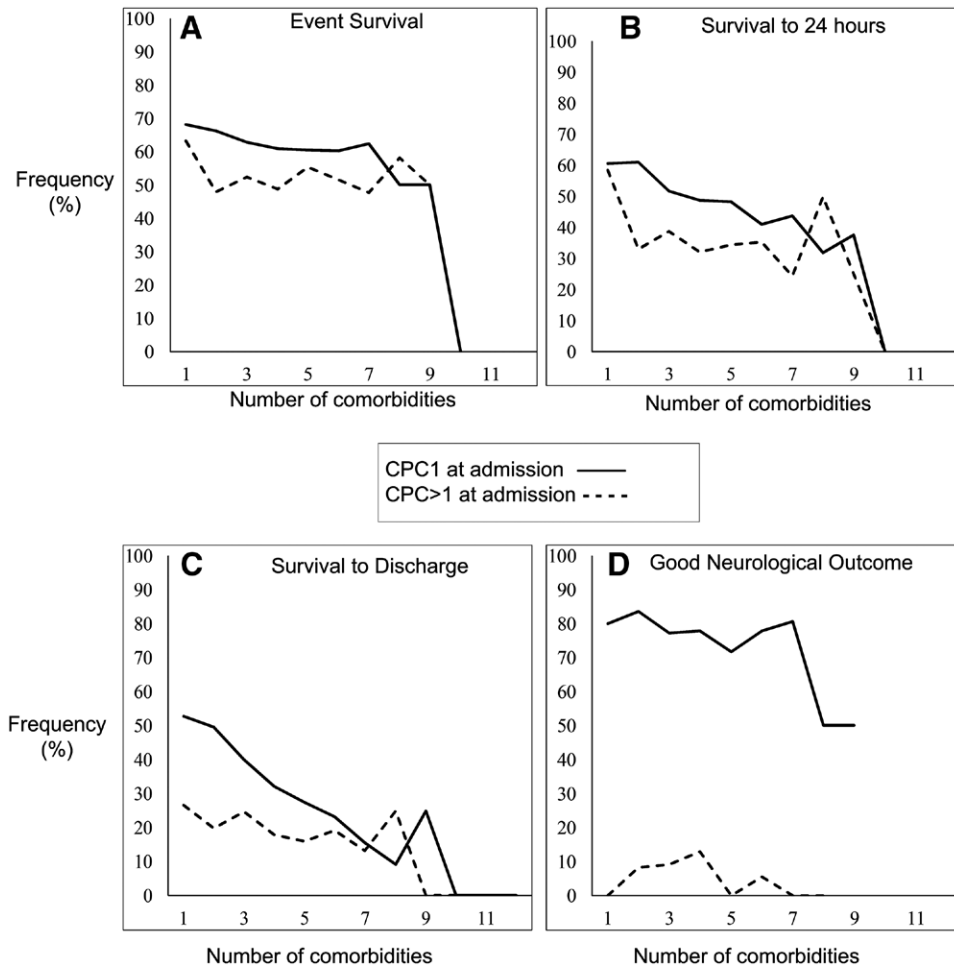 A
Event Survival
100
90
80
70
60
50
40
30
20
10
0
Frequency
(%)
1 3 5 7 9 11
Number of comorbidities
B
Survival to 24 hours
100
90
80
70
60
50
40
30
20
10
0
1 3 5 7 9 11
Number of comorbidities
CPC1 at admission
CPC>1 at admission
C
Survival to Discharge
100
90
80
70
60
50
40
30
20
10
0
Frequency
(%)
1 3 5 7 9 11
Number of comorbidities
D
Good Neurological Outcome
100
90
80
70
60
50
40
30
20
10
0
1 3 5 7 9 11
Number of comorbidities